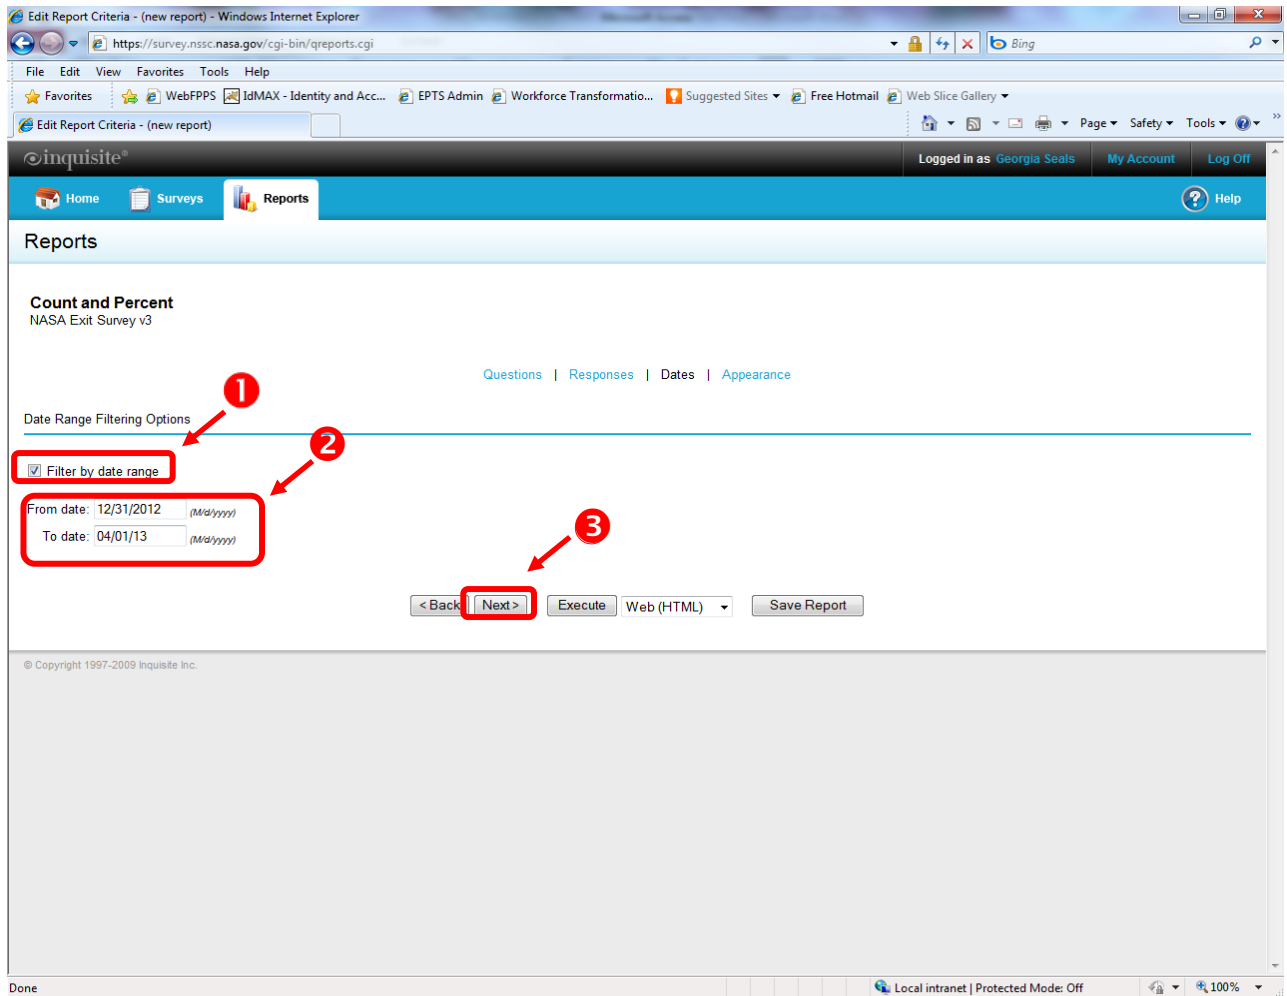 Edit Report Criteria - (new report) - Windows Internet Explorer
https://survey.nssc.nasa.gov/cgi-bin/qreports.cgi
Bing
File Edit View Favorites Tools Help
Favorites WebFPPS IdMAX - Identity and Acc... EPTS Admin Workforce Transformatio... Suggested Sites Free Hotmail Web Slice Gallery
Edit Report Criteria - (new report)
Page Safety Tools »
inquisite®
Logged in as Georgia Seals My Account Log Off
Home Surveys Reports Help
Reports
Count and Percent
NASA Exit Survey v3
Questions | Responses | Dates | Appearance
1
Date Range Filtering Options
2
Filter by date range
From date: 12/31/2012 (M/d/yyyy)
3
To date: 04/01/13 (M/d/yyyy)
< Back Next > Execute Web (HTML) Save Report
© Copyright 1997-2009 Inquisite Inc.
Done Local intranet | Protected Mode: Off 100%